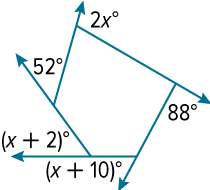 2x°
52°
88°
(x + 2)°
(x + 10)°